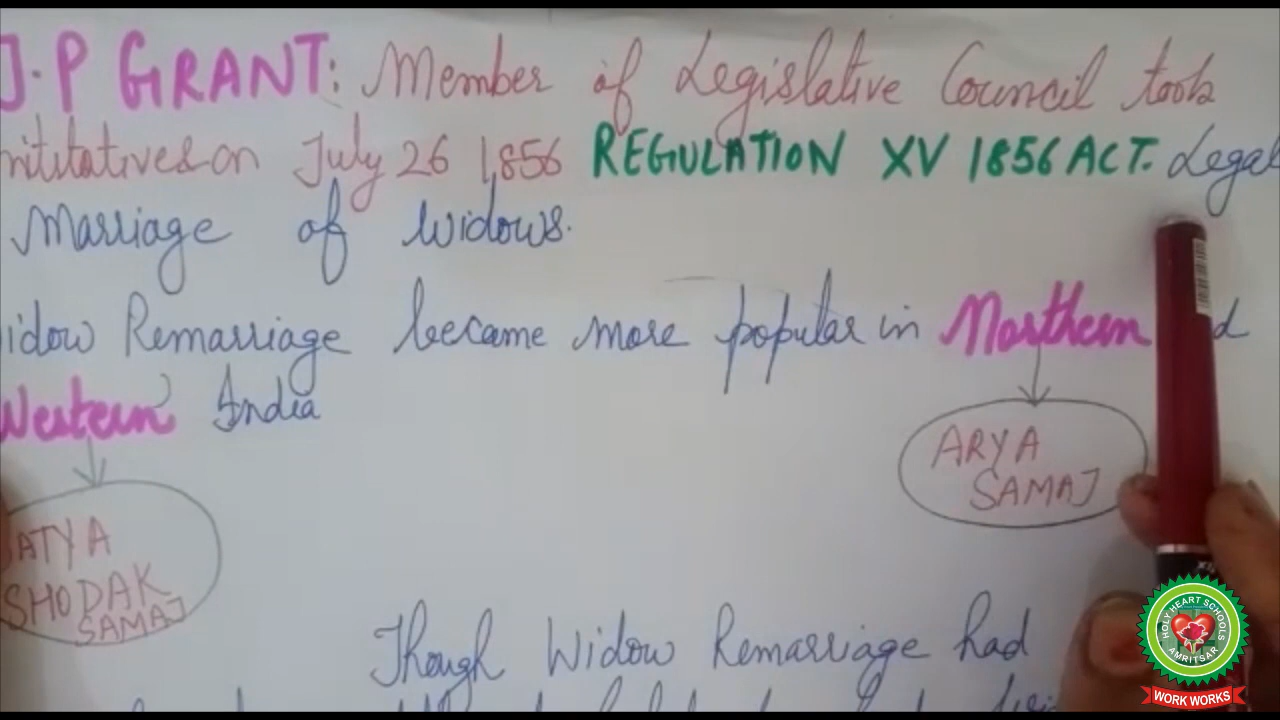 J.P GRANT: Member of Legislative Council took
nititatives on July 26 1856 REGULATION XV 1856 ACT. Legal
Marriage of widows.
idow Remarriage became more popular in Northern d
Western India
ARYA
SAMAJ
ATYA
SHODAK
SAMAJ
Though Widow Remarriage had
HOLY HEART SCHOOLS
AMRITSAR
WORK WORKS